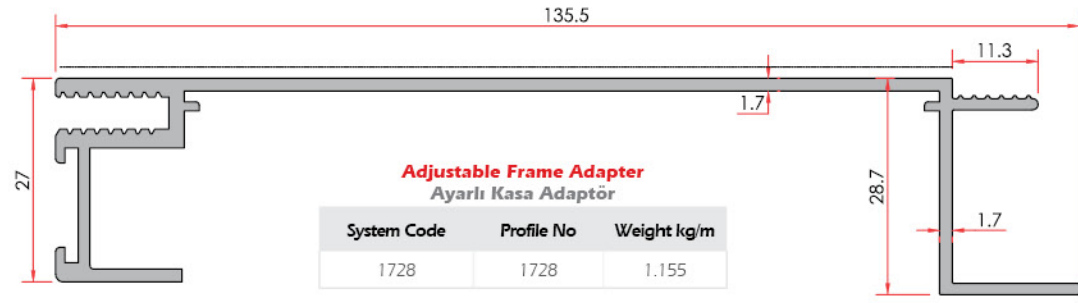 135.5
11.3
1.7
27
28.7
1.7
Adjustable Frame Adapter
Ayarlı Kasa Adaptör
System Code Profile No Weight kg/m
1728 1728 1.155